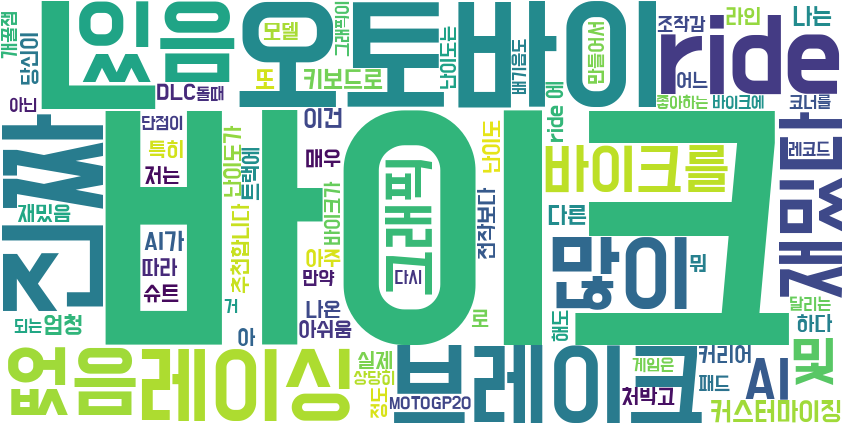 개꿀잼
당신이
아닌
있음
DLC
돌때
오토바이
모델
또
키보드로
그래픽이
난이도는
배기음도
만들어서
ride
조작감
라인
나는
어느
좋아하는
바이크에
코너를
레코드
ride 에
진짜
재밌음
되는
엄청
바이크
단점이
특히
저는
AI가
따라
슈트
난이도가
트랙에
추천합니다
거
아
이건
매우
아주
만약
나온
아쉬움
바이크가
그래픽
다시
난이도
전작보다
로
바이크를
다른
많이
뭐
해도
재밌고
달리는
하다
및
없음
레이싱
실제
상당히
정도
MOTOGP20
브레이크
커리어
게임은
패드
처박고
AI
커스터마이징